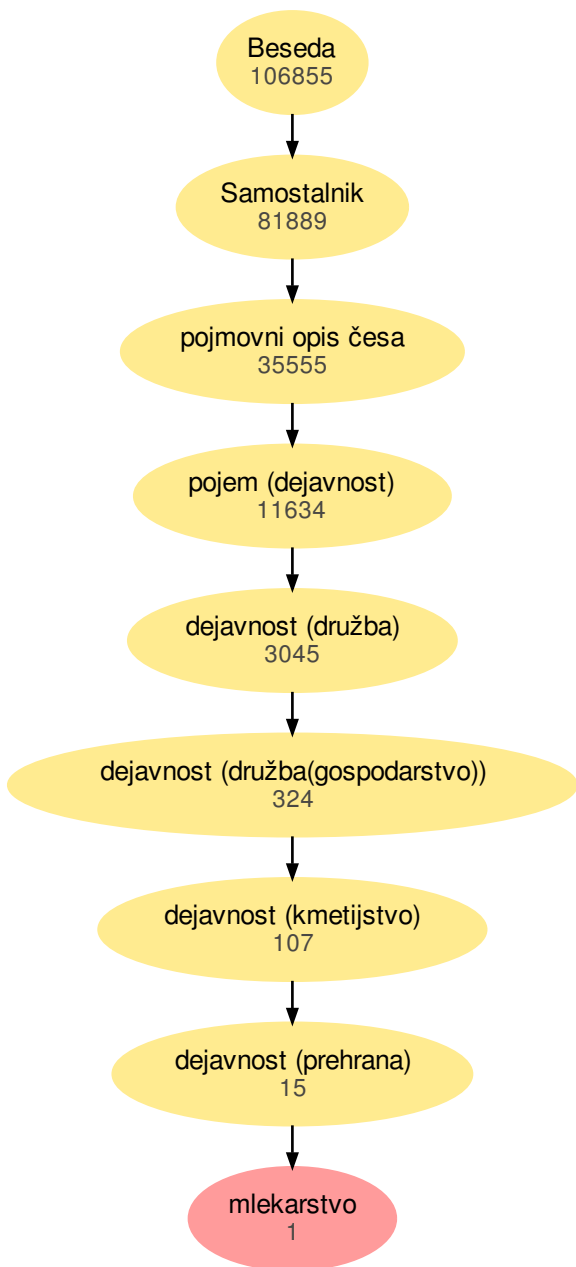 Beseda
106855
Samostalnik
81889
pojmovni opis česa
35555
pojem (dejavnost)
11634
dejavnost (družba)
3045
dejavnost (družba(gospodarstvo))
324
dejavnost (kmetijstvo)
107
dejavnost (prehrana)
15
mlekarstvo
1